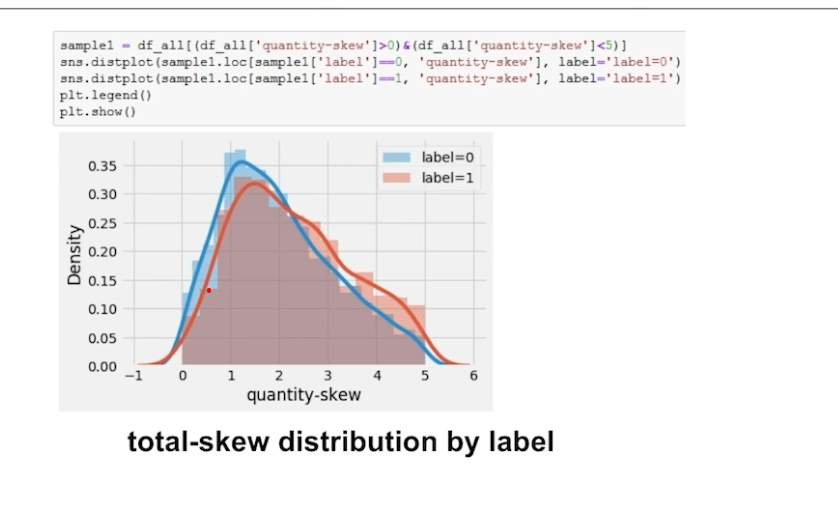 sample1 = df_all[(df_all['quantity-skew']>0)&(df_all['quantity-skew']<5)]
sns.distplot(sample1.loc[sample1['label']==0, 'quantity-skew'], label='label=0')
sns.distplot(sample1.loc[sample1['label']==1, 'quantity-skew'], label='label=1')
plt.legend()
plt.show()
label=0
label=1
0.35
0.30
0.25
0.20
0.15
0.10
0.05
0.00
Density
−1 0 1 2 3 4 5 6
quantity-skew
total-skew distribution by label